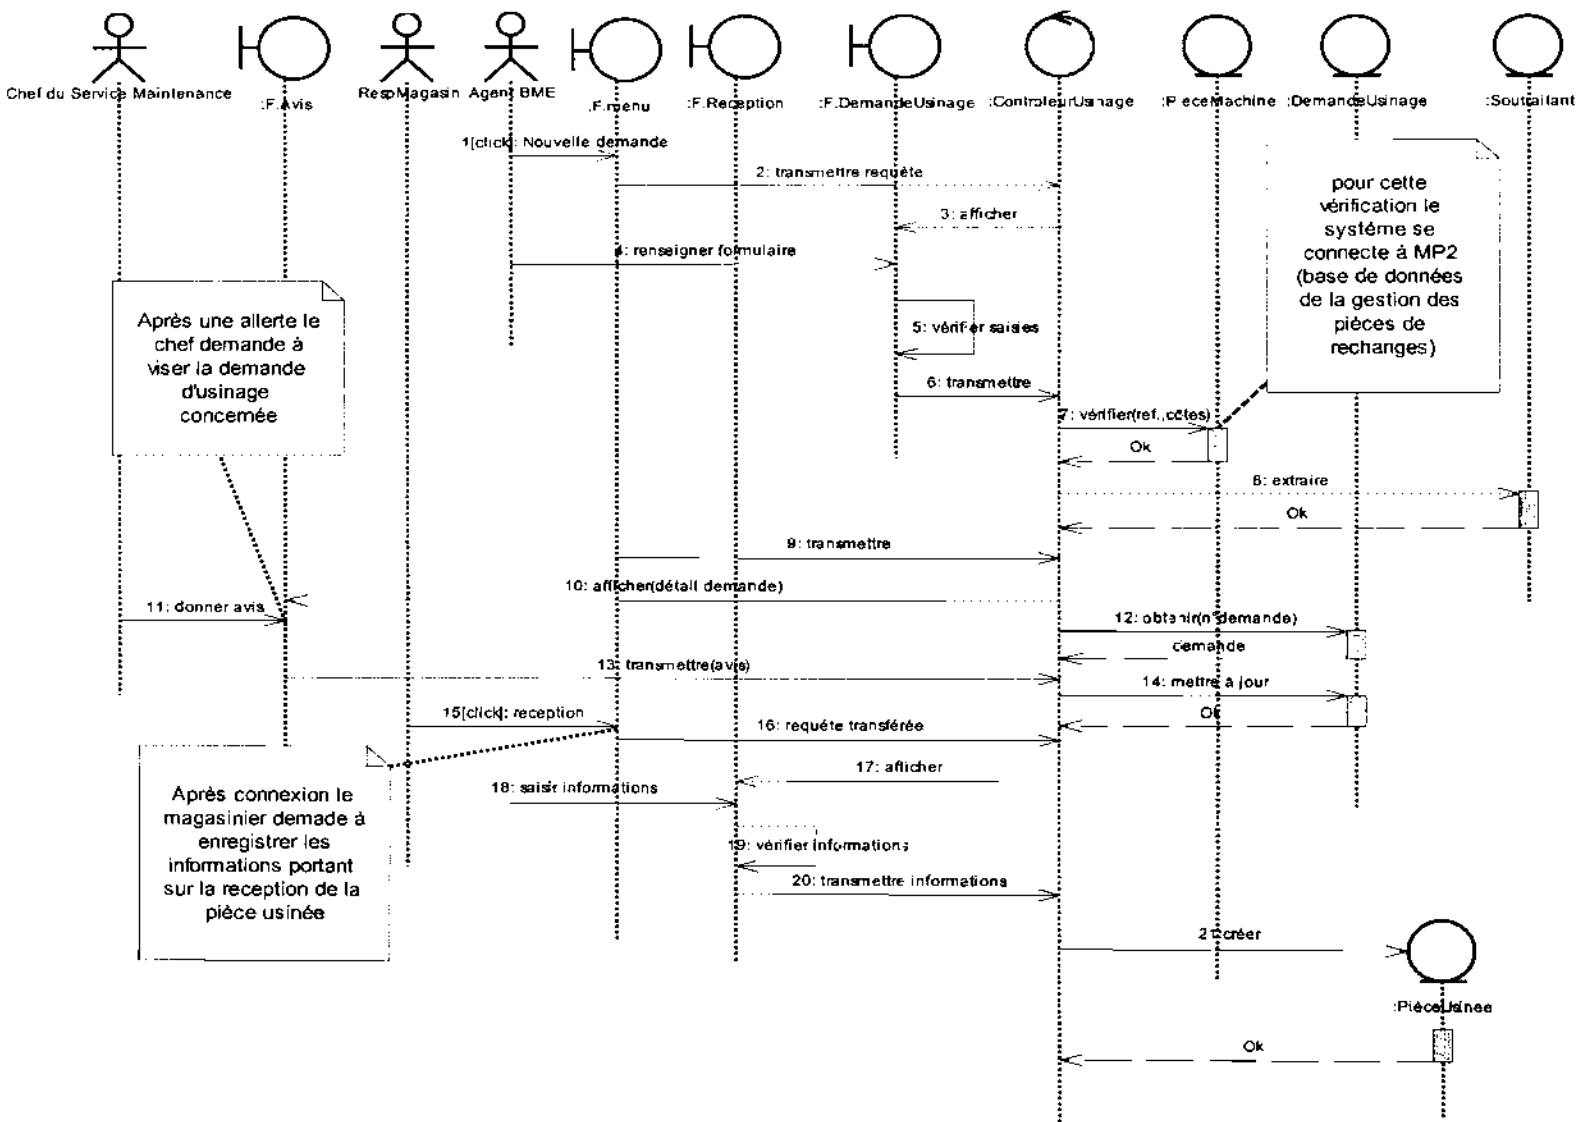 Chef du Service Maintenance
:F.Avis
RespMagasin
Agent BME
:F.menu
:F.Reception
:F.DemandeUsinage
:ControleurUsinage
:PieceMachine
:DemandeUsinage
:Soutraitant
1[click]: Nouvelle demande
2: transmettre requête
3: afficher
4: renseigner formulaire
pour cette
vérification le
système se
connecte à MP2
(base de données
de la gestion des
pièces de
rechanges)
Après une allerte le
chef demande à
viser la demande
d'usinage
concernée
5: vérifier saisies
6: transmettre
7: vérifier(ref.,côtes)
Ok
8: extraire
Ok
9: transmettre
10: afficher(détail demande)
11: donner avis
12: obtenir(n°demande)
demande
13: transmettre(avis)
14: mettre à jour
Ok
15[click]: reception
16: requête transférée
17: afficher
18: saisir informations
Après connexion le
magasinier demade à
enregistrer les
informations portant
sur la reception de la
pièce usinée
19: vérifier informations
20: transmettre informations
21: créer
:PièceUsinee
Ok